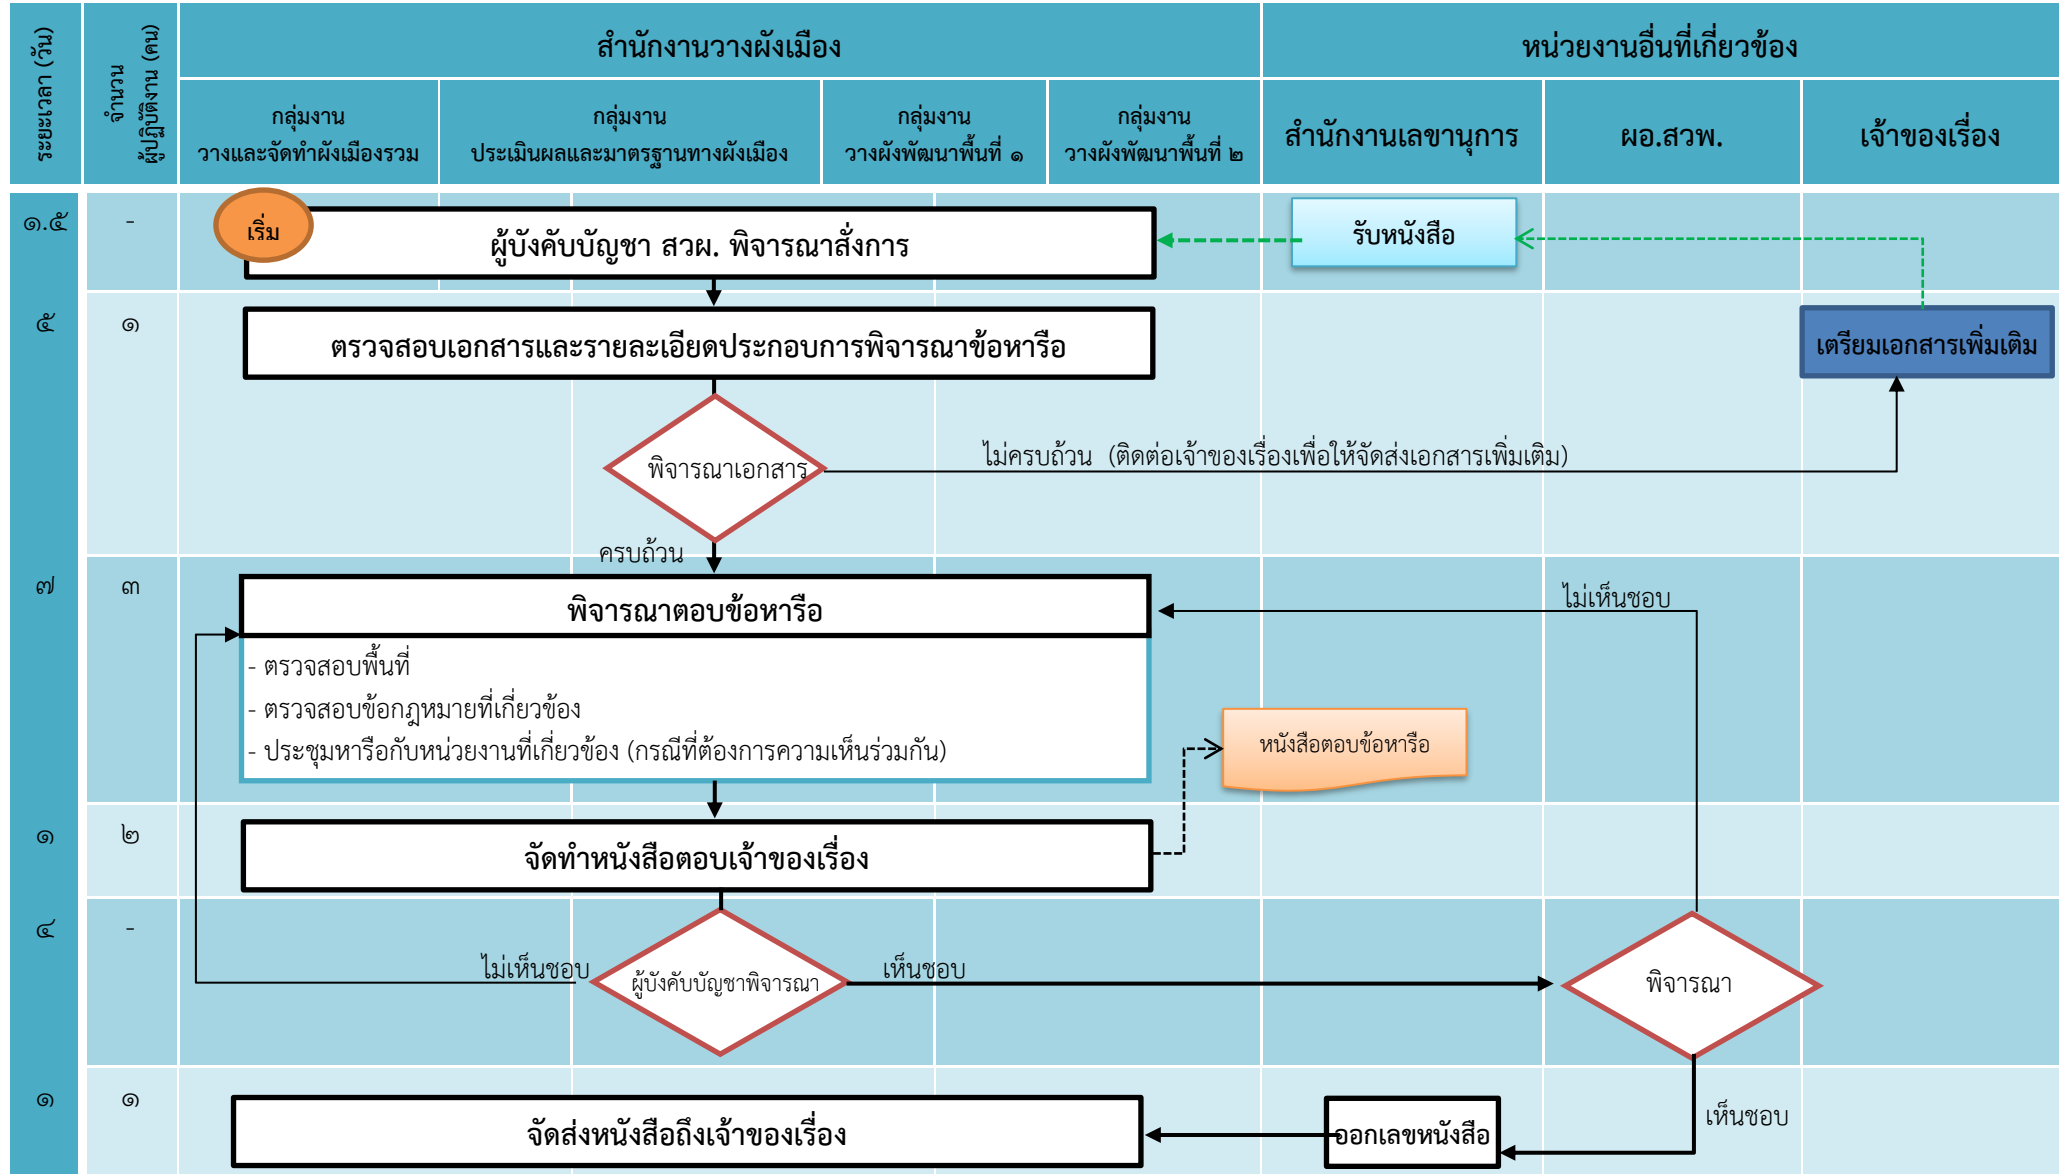 ระยะเวลา (วัน)
จำนวน
ผู้ปฏิบัติงาน (คน)
สำนักงานวางผังเมือง
หน่วยงานอื่นที่เกี่ยวข้อง
กลุ่มงาน
วางและจัดทำผังเมืองรวม
กลุ่มงาน
ประเมินผลและมาตรฐานทางผังเมือง
กลุ่มงาน
วางผังพัฒนาพื้นที่ ๑
กลุ่มงาน
วางผังพัฒนาพื้นที่ ๒
สำนักงานเลขานุการ
ผอ.สวพ.
เจ้าของเรื่อง
๑.๕
-
เริ่ม
ผู้บังคับบัญชา สวผ. พิจารณาสั่งการ
รับหนังสือ
๕
๑
ตรวจสอบเอกสารและรายละเอียดประกอบการพิจารณาข้อหารือ
เตรียมเอกสารเพิ่มเติม
พิจารณาเอกสาร
ไม่ครบถ้วน (ติดต่อเจ้าของเรื่องเพื่อให้จัดส่งเอกสารเพิ่มเติม)
ครบถ้วน
๗
๓
พิจารณาตอบข้อหารือ
ไม่เห็นชอบ
- ตรวจสอบพื้นที่
- ตรวจสอบข้อกฎหมายที่เกี่ยวข้อง
- ประชุมหารือกับหน่วยงานที่เกี่ยวข้อง (กรณีที่ต้องการความเห็นร่วมกัน)
หนังสือตอบข้อหารือ
๑
๒
จัดทำหนังสือตอบเจ้าของเรื่อง
๔
-
ไม่เห็นชอบ
ผู้บังคับบัญชาพิจารณา
เห็นชอบ
พิจารณา
๑
๑
จัดส่งหนังสือถึงเจ้าของเรื่อง
ออกเลขหนังสือ
เห็นชอบ